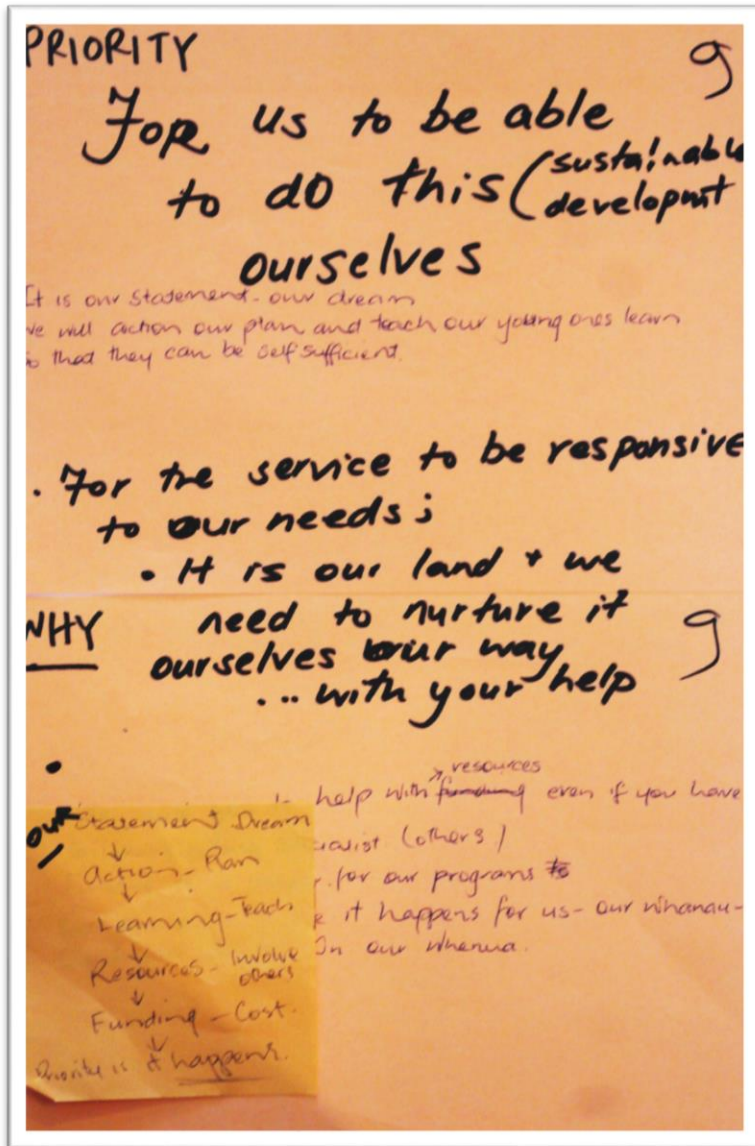 PRIORITY
9
For us to be able
to do this (sustainable
developmt
ourselves
It is our statement - our dream
we will action our plan and teach our young ones learn
so that they can be self sufficient.
. For the service to be responsive
to our needs;
• It is our land + we
WHY
need to nurture it
9
ourselves our way
... with your help
resources
help with funding even if you have
ialist (others)
for our programs to
it happens for us - our whanau -
on our whenua.
our Statement Dream
↓
Action - Plan
↓
Learning - Teach
↓
Resources - Involve
others
↓
Funding - Cost.
↓
Priority is it happens.